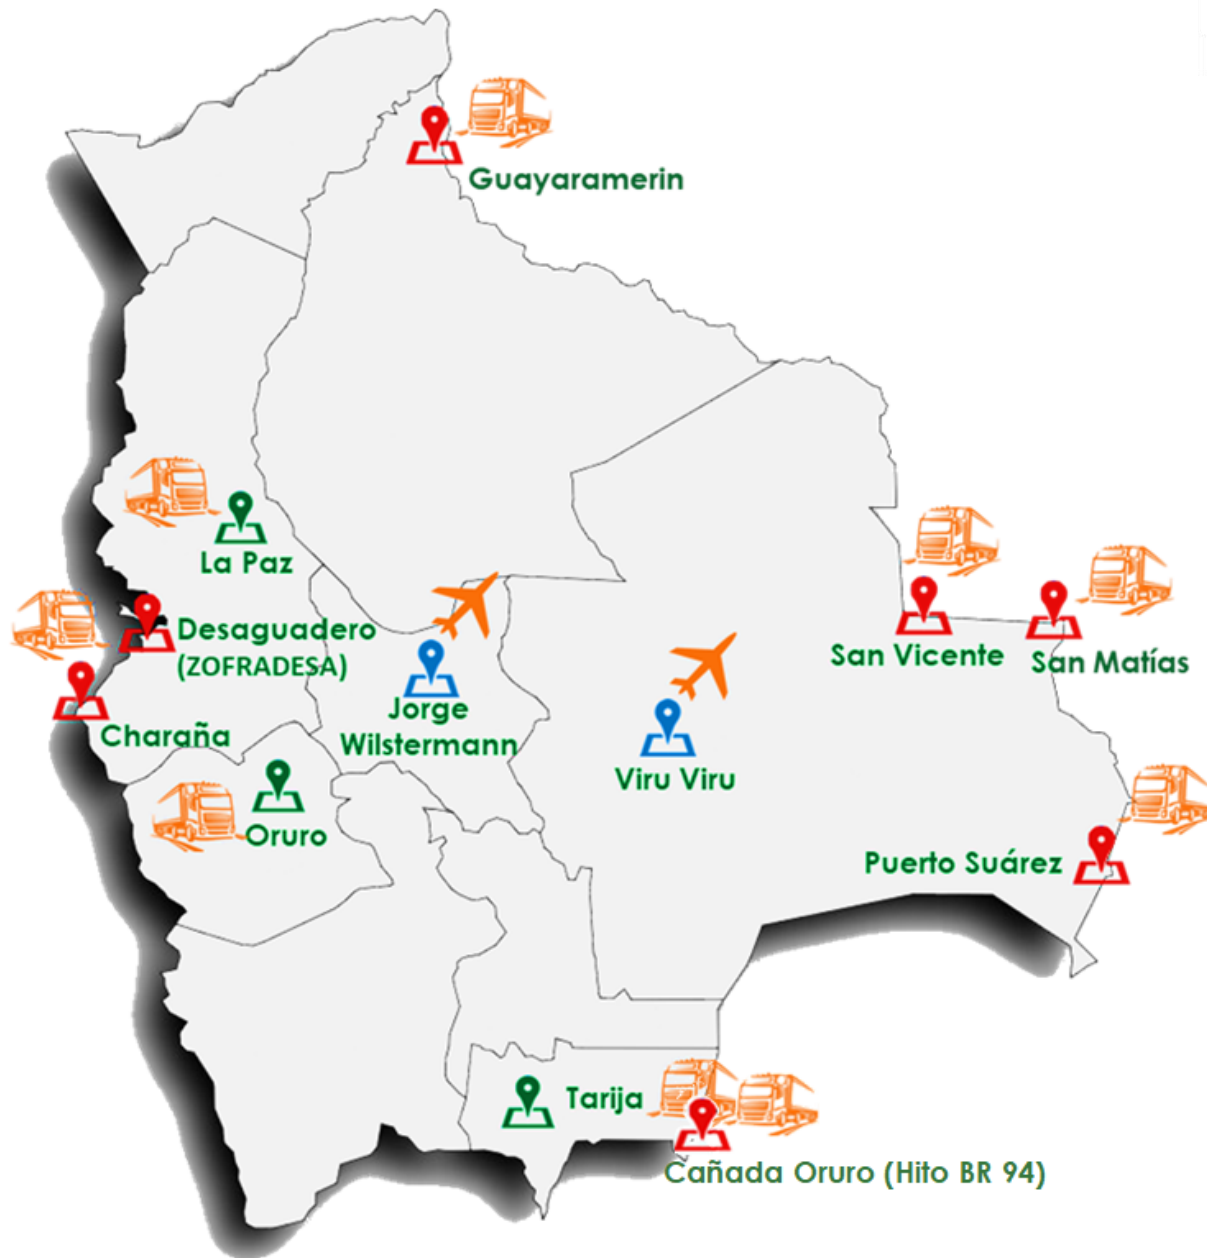 Guayaramerin
La Paz
Desaguadero
(ZOFRADESA)
San Vicente
San Matías
Charaña
Jorge
Wilstermann
Viru Viru
Oruro
Puerto Suárez
Tarija
Cañada Oruro (Hito BR 94)